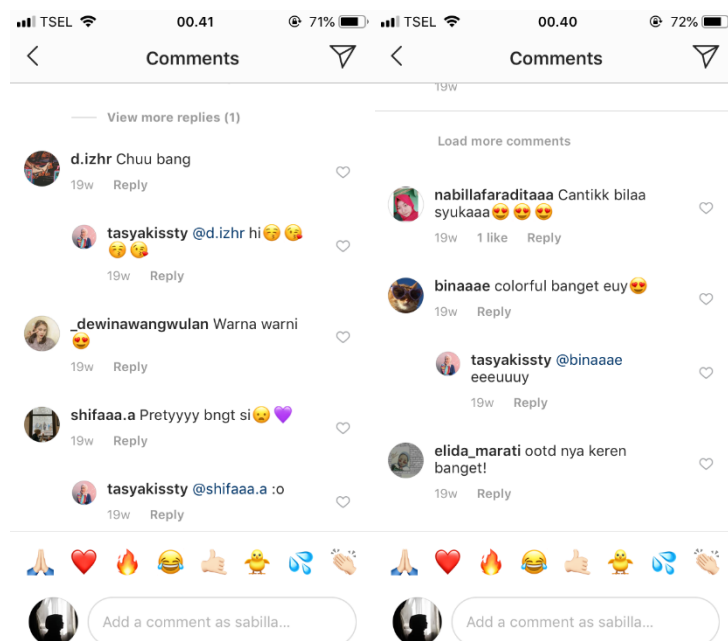 TSEL 00.41 71%
Comments
View more replies (1)
d.izhr Chuu bang
19w Reply
tasyakissty @d.izhr hi😚😘
😚😘
19w Reply
_dewinawangwulan Warna warni
😍
19w Reply
shifaaa.a Pretyyyy bngt si😣💜
19w Reply
tasyakissty @shifaaa.a :o
19w Reply
🙏🏻 ❤️ 🔥 😂 🤙🏻 🐥 💦 👏🏻
Add a comment as sabilla...
TSEL 00.40 72%
Comments
19w
Load more comments
nabillafaraditaaa Cantikk bilaa
syukaaa😍😍😍
19w 1 like Reply
binaaae colorful banget euy😍
19w Reply
tasyakissty @binaaae
eeeuuuy
19w Reply
elida_marati ootd nya keren
banget!
19w Reply
🙏🏻 ❤️ 🔥 😂 🤙🏻 🐥 💦 👏🏻
Add a comment as sabilla...